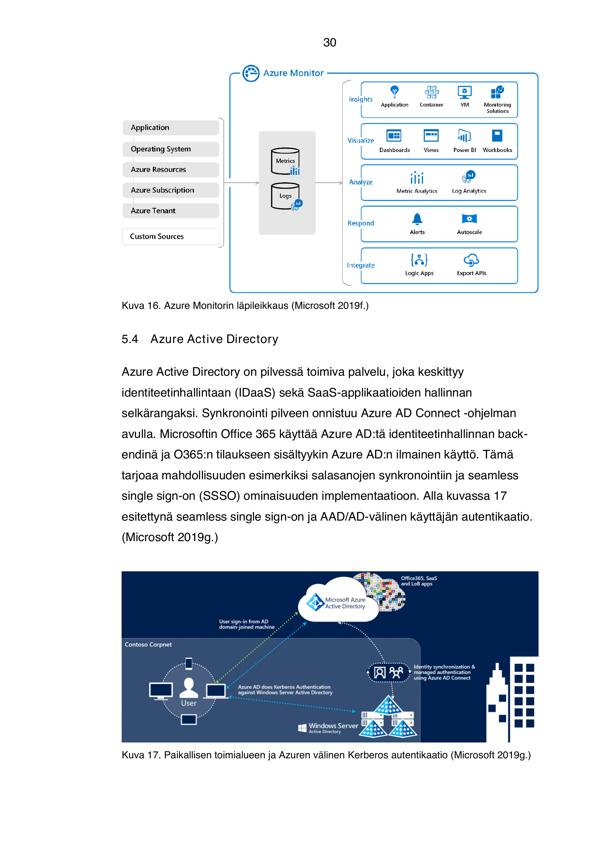 30
Azure Monitor
Insights
Application
Container
VM
Monitoring
Solutions
Application
Operating System
Azure Resources
Azure Subscription
Azure Tenant
Custom Sources
Metrics
Logs
Visualize
Dashboards
Views
Power BI
Workbooks
Analyze
Metric Analytics
Log Analytics
Respond
Alerts
Autoscale
Integrate
Logic Apps
Export APIs
Kuva 16. Azure Monitorin läpileikkaus (Microsoft 2019f.)
5.4 Azure Active Directory
Azure Active Directory on pilvessä toimiva palvelu, joka keskittyy
identiteetinhallintaan (IDaaS) sekä SaaS-applikaatioiden hallinnan
selkärangaksi. Synkronointi pilveen onnistuu Azure AD Connect -ohjelman
avulla. Microsoftin Office 365 käyttää Azure AD:tä identiteetinhallinnan back-
endinä ja O365:n tilaukseen sisältyykin Azure AD:n ilmainen käyttö. Tämä
tarjoaa mahdollisuuden esimerkiksi salasanojen synkronointiin ja seamless
single sign-on (SSSO) ominaisuuden implementaatioon. Alla kuvassa 17
esitettynä seamless single sign-on ja AAD/AD-välinen käyttäjän autentikaatio.
(Microsoft 2019g.)
Office365, SaaS
and LoB apps
Microsoft Azure
Active Directory
User sign-in from AD
domain-joined machine
Contoso Corpnet
Identity synchronization &
managed authentication
using Azure AD Connect
Azure AD does Kerberos Authentication
against Windows Server Active Directory
User
Windows Server
Active Directory
Kuva 17. Paikallisen toimialueen ja Azuren välinen Kerberos autentikaatio (Microsoft 2019g.)